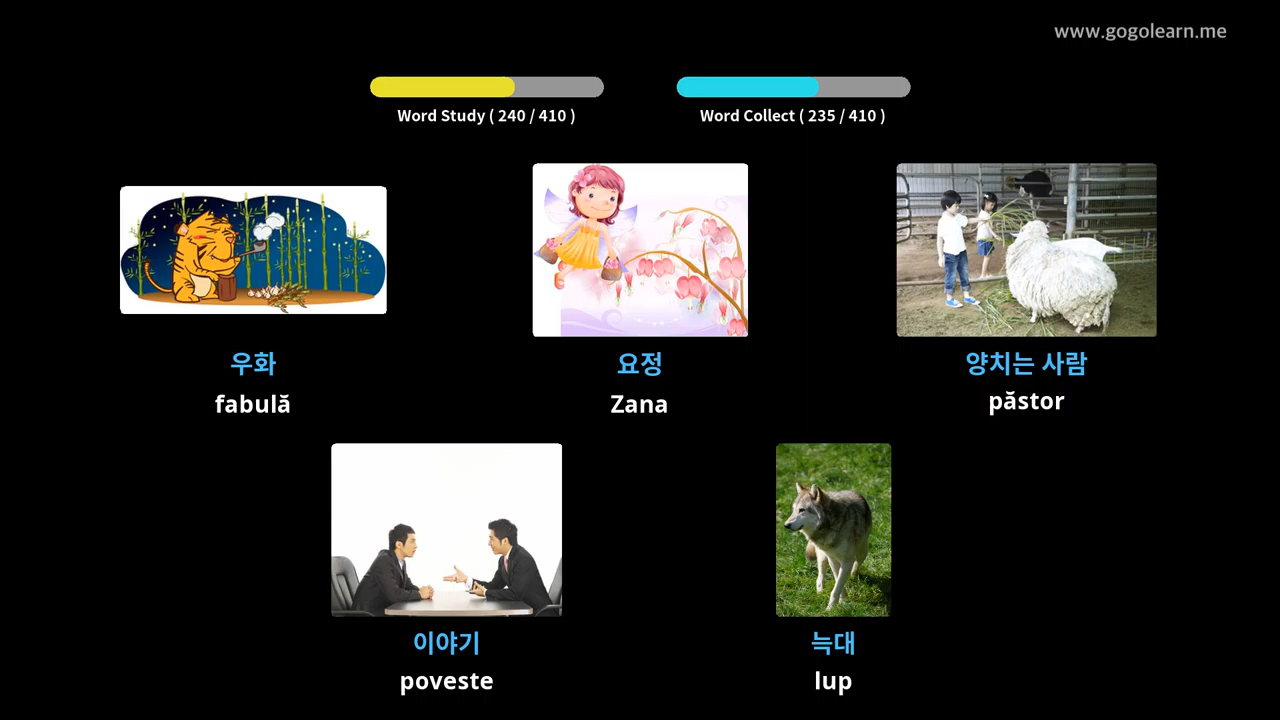 www.gogolearn.me
Word Study ( 240 / 410 )
Word Collect ( 235 / 410 )
우화
fabulă
요정
Zana
양치는 사람
păstor
이야기
poveste
늑대
lup